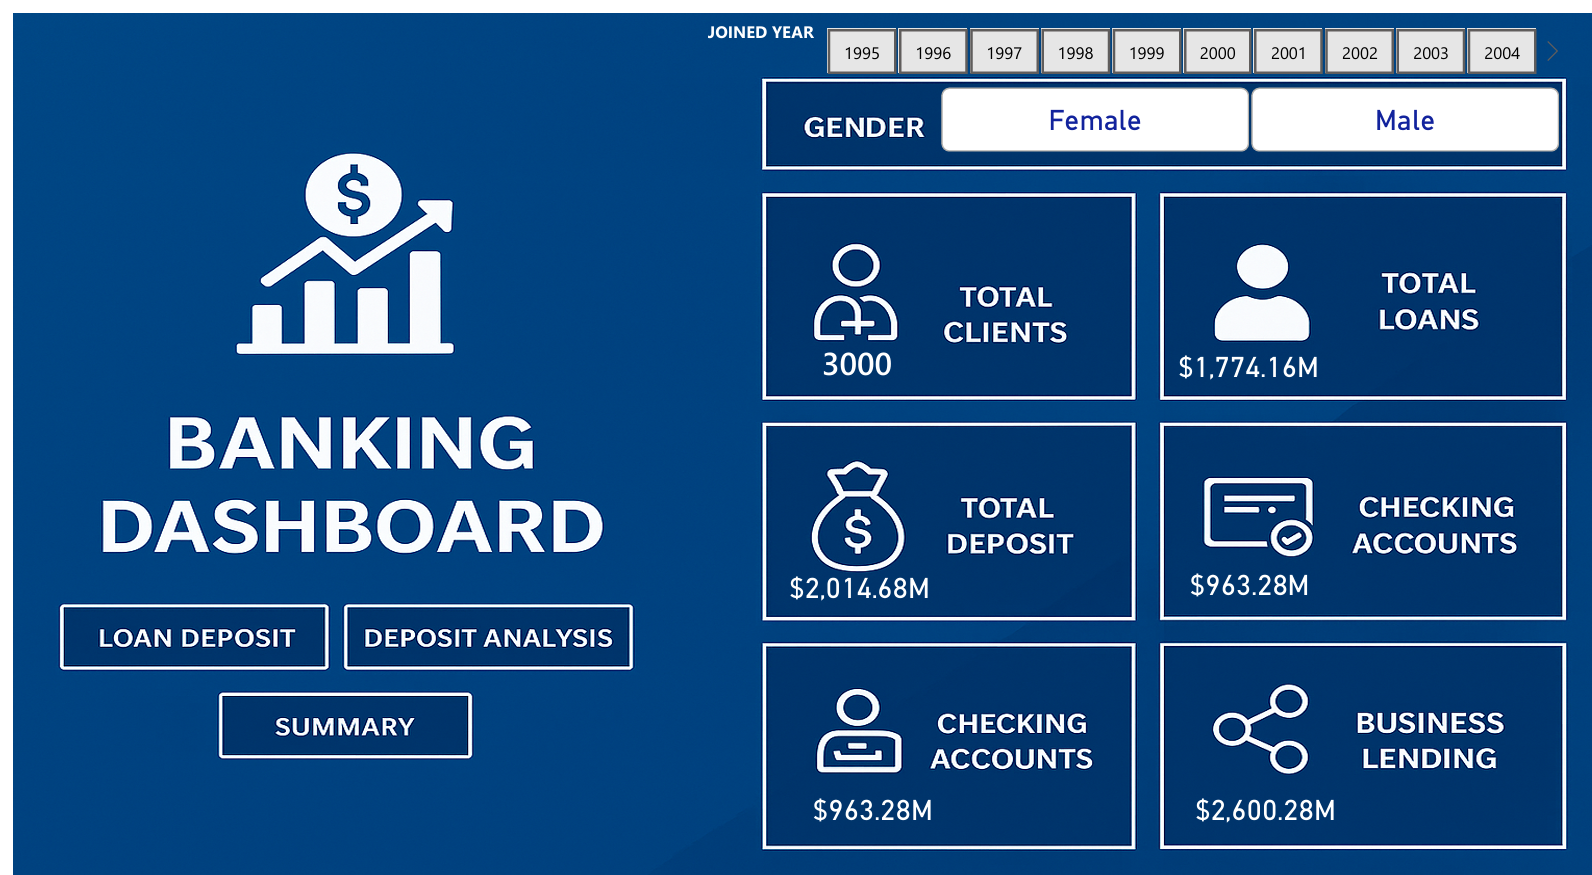 JOINED YEAR
1995 1996 1997 1998 1999 2000 2001 2002 2003 2004
GENDER Female Male
$
BANKING
DASHBOARD
LOAN DEPOSIT
DEPOSIT ANALYSIS
SUMMARY
TOTAL
CLIENTS
3000
TOTAL
LOANS
$1,774.16M
$
TOTAL
DEPOSIT
$2,014.68M
CHECKING
ACCOUNTS
$963.28M
CHECKING
ACCOUNTS
$963.28M
BUSINESS
LENDING
$2,600.28M